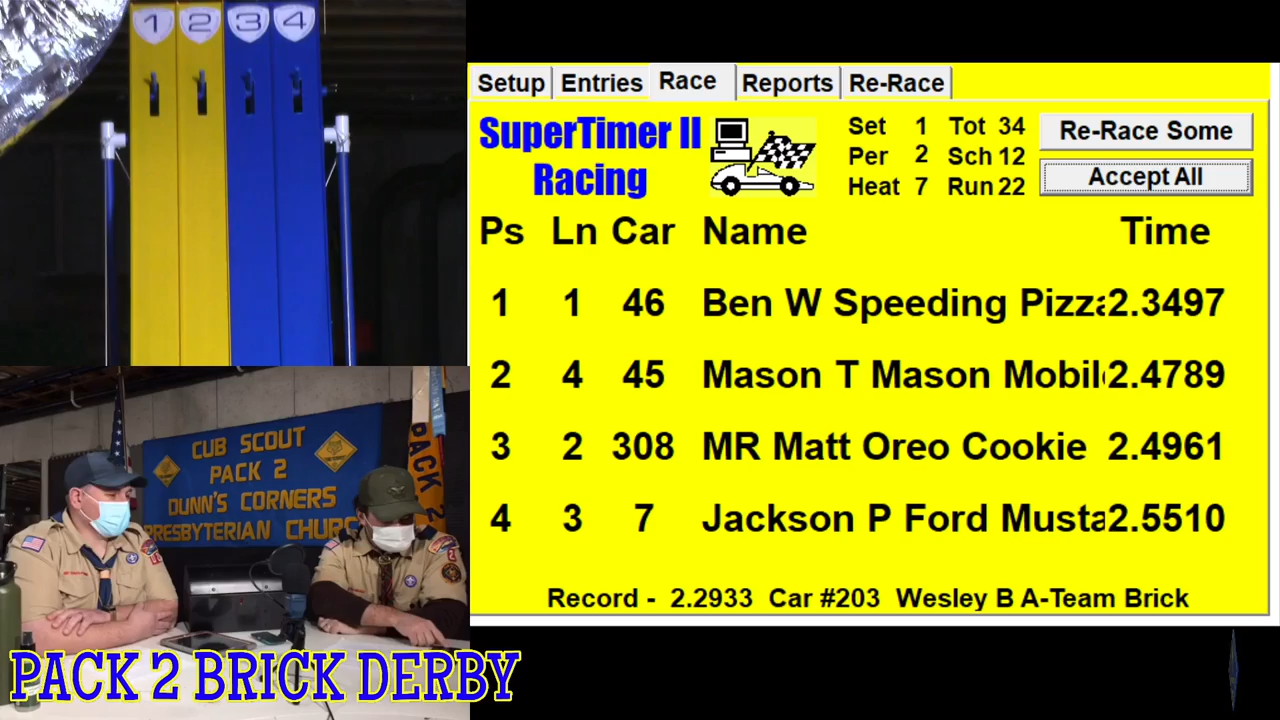 1 2 3 4
Setup Entries Race Reports Re-Race
SuperTimer II
Racing
Set 1 Tot 34
Per 2 Sch 12
Heat 7 Run 22
Re-Race Some
Accept All
Ps Ln Car Name Time
1 1 46 Ben W Speeding Pizza 2.3497
2 4 45 Mason T Mason Mobil 2.4789
3 2 308 MR Matt Oreo Cookie 2.4961
4 3 7 Jackson P Ford Musta 2.5510
Record - 2.2933 Car #203 Wesley B A-Team Brick
CUB SCOUT
PACK 2
DUNN'S CORNERS
PRESBYTERIAN CHURC
PACK 2
PACK 2 BRICK DERBY